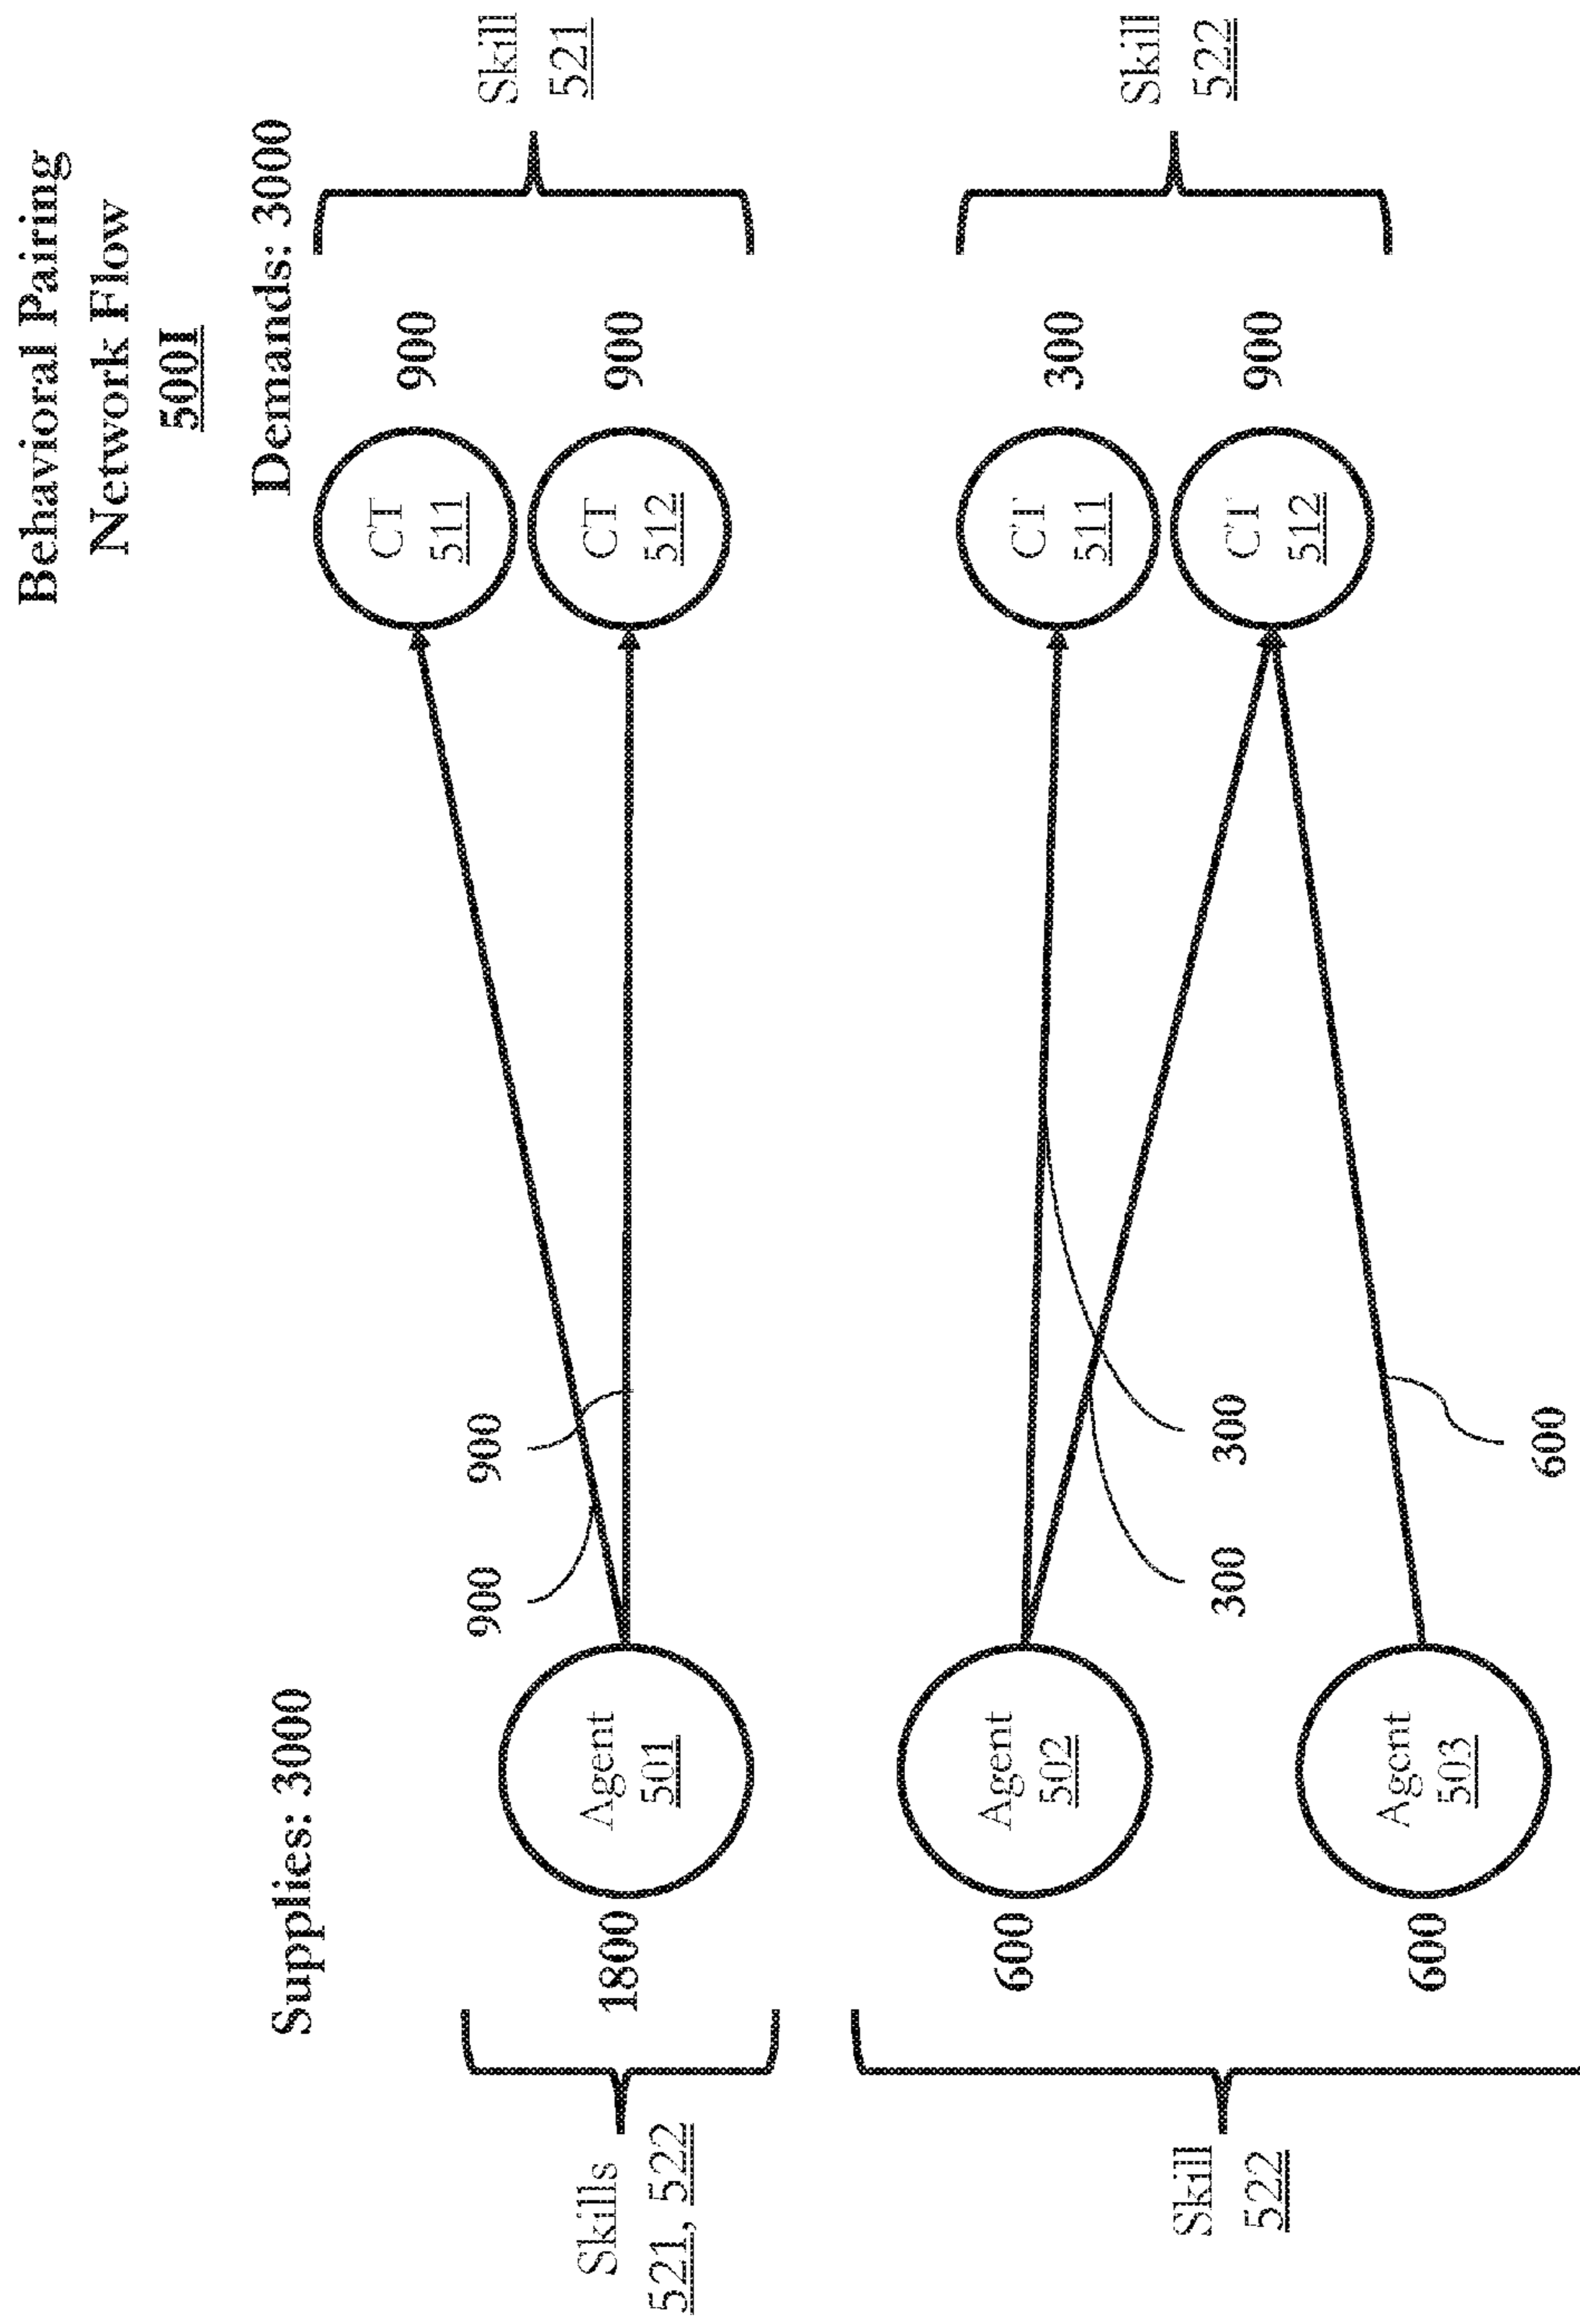 Behavioral Pairing
Network Flow
500I
Supplies: 3000
Demands: 3000
Skills
521, 522
1800
Agent
501
900
900
CT
511
900
CT
512
900
Skill
521
Skill
522
600
Agent
502
300
300
CT
511
300
CT
512
900
Skill
522
600
Agent
503
600